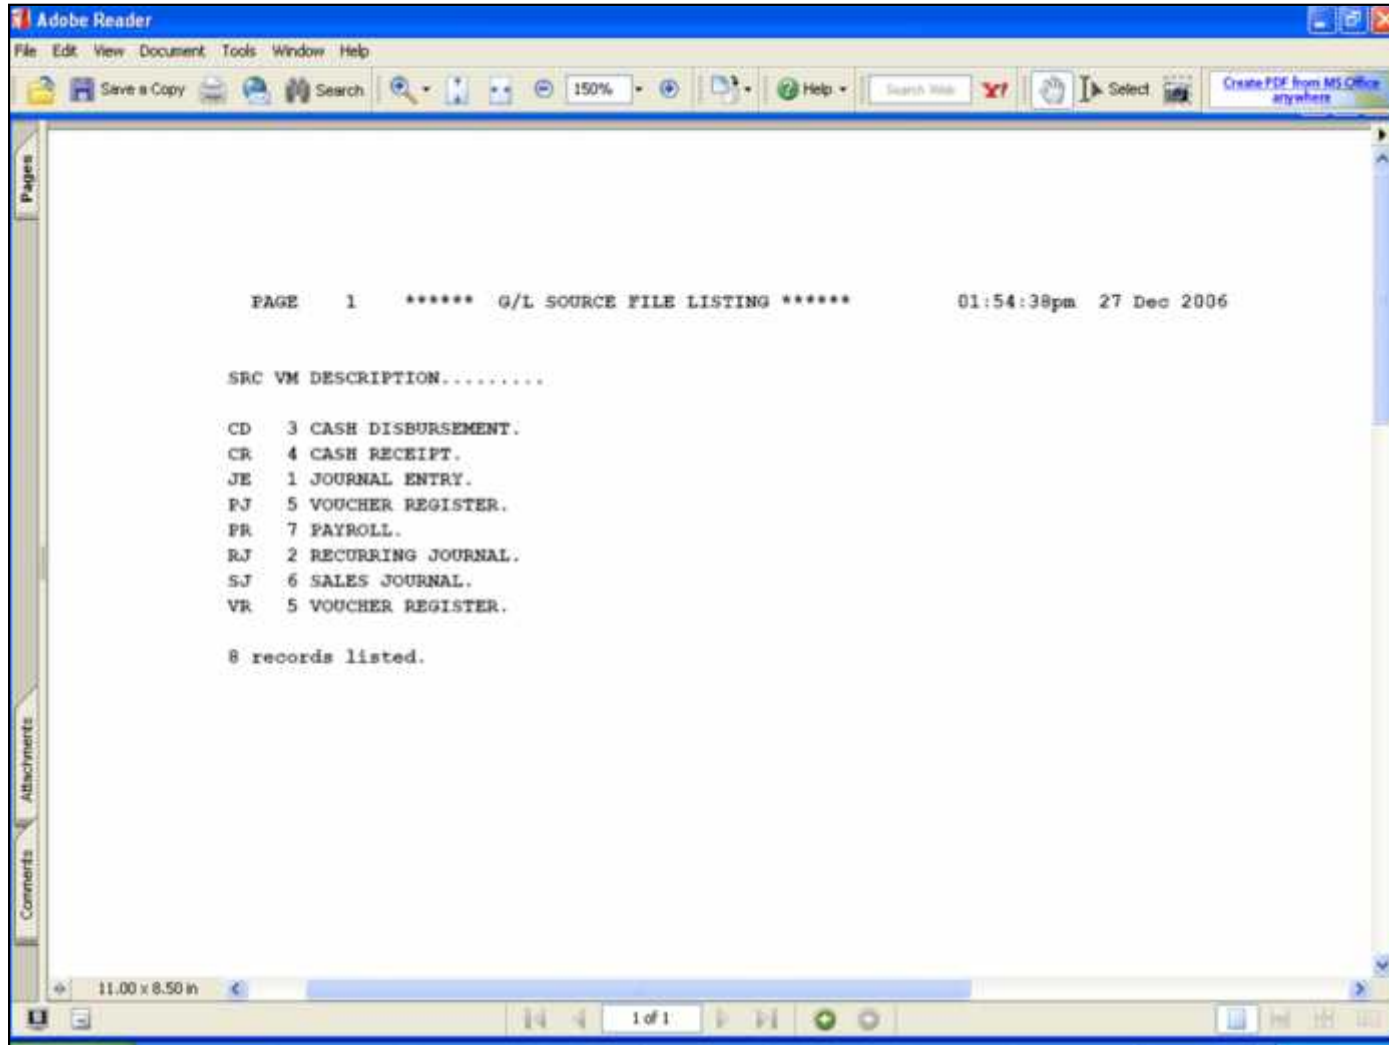 Adobe Reader
File Edit View Document Tools Window Help
Save a Copy Search 150% Help Search Web Y! Select Create PDF from MS Office anywhere
Pages
PAGE 1 ****** G/L SOURCE FILE LISTING ****** 01:54:38pm 27 Dec 2006
SRC VM DESCRIPTION.........
CD 3 CASH DISBURSEMENT.
CR 4 CASH RECEIPT.
JE 1 JOURNAL ENTRY.
PJ 5 VOUCHER REGISTER.
PR 7 PAYROLL.
RJ 2 RECURRING JOURNAL.
SJ 6 SALES JOURNAL.
VR 5 VOUCHER REGISTER.
8 records listed.
Attachments
Comments
11.00 x 8.50 in
1 of 1